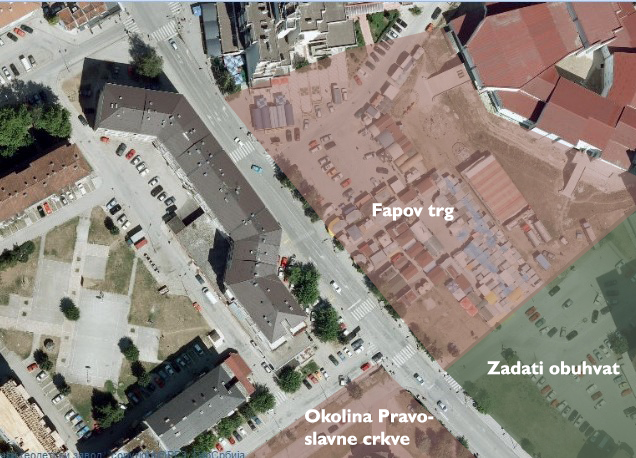 Fapov trg
Zadati obuhvat
Okolina Pravo-
slavne crkve